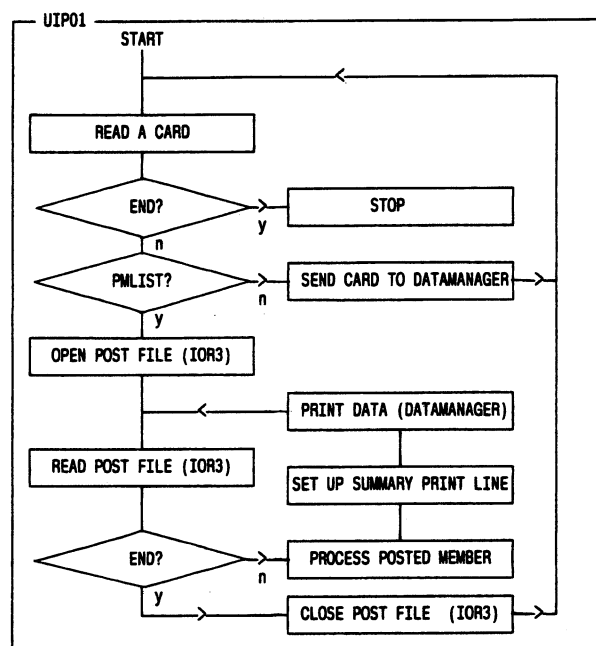 UIP01
START
READ A CARD
END?
y
STOP
n
PMLIST?
n
SEND CARD TO DATAMANAGER
y
OPEN POST FILE (IOR3)
PRINT DATA (DATAMANAGER)
READ POST FILE (IOR3)
SET UP SUMMARY PRINT LINE
END?
n
PROCESS POSTED MEMBER
y
CLOSE POST FILE (IOR3)